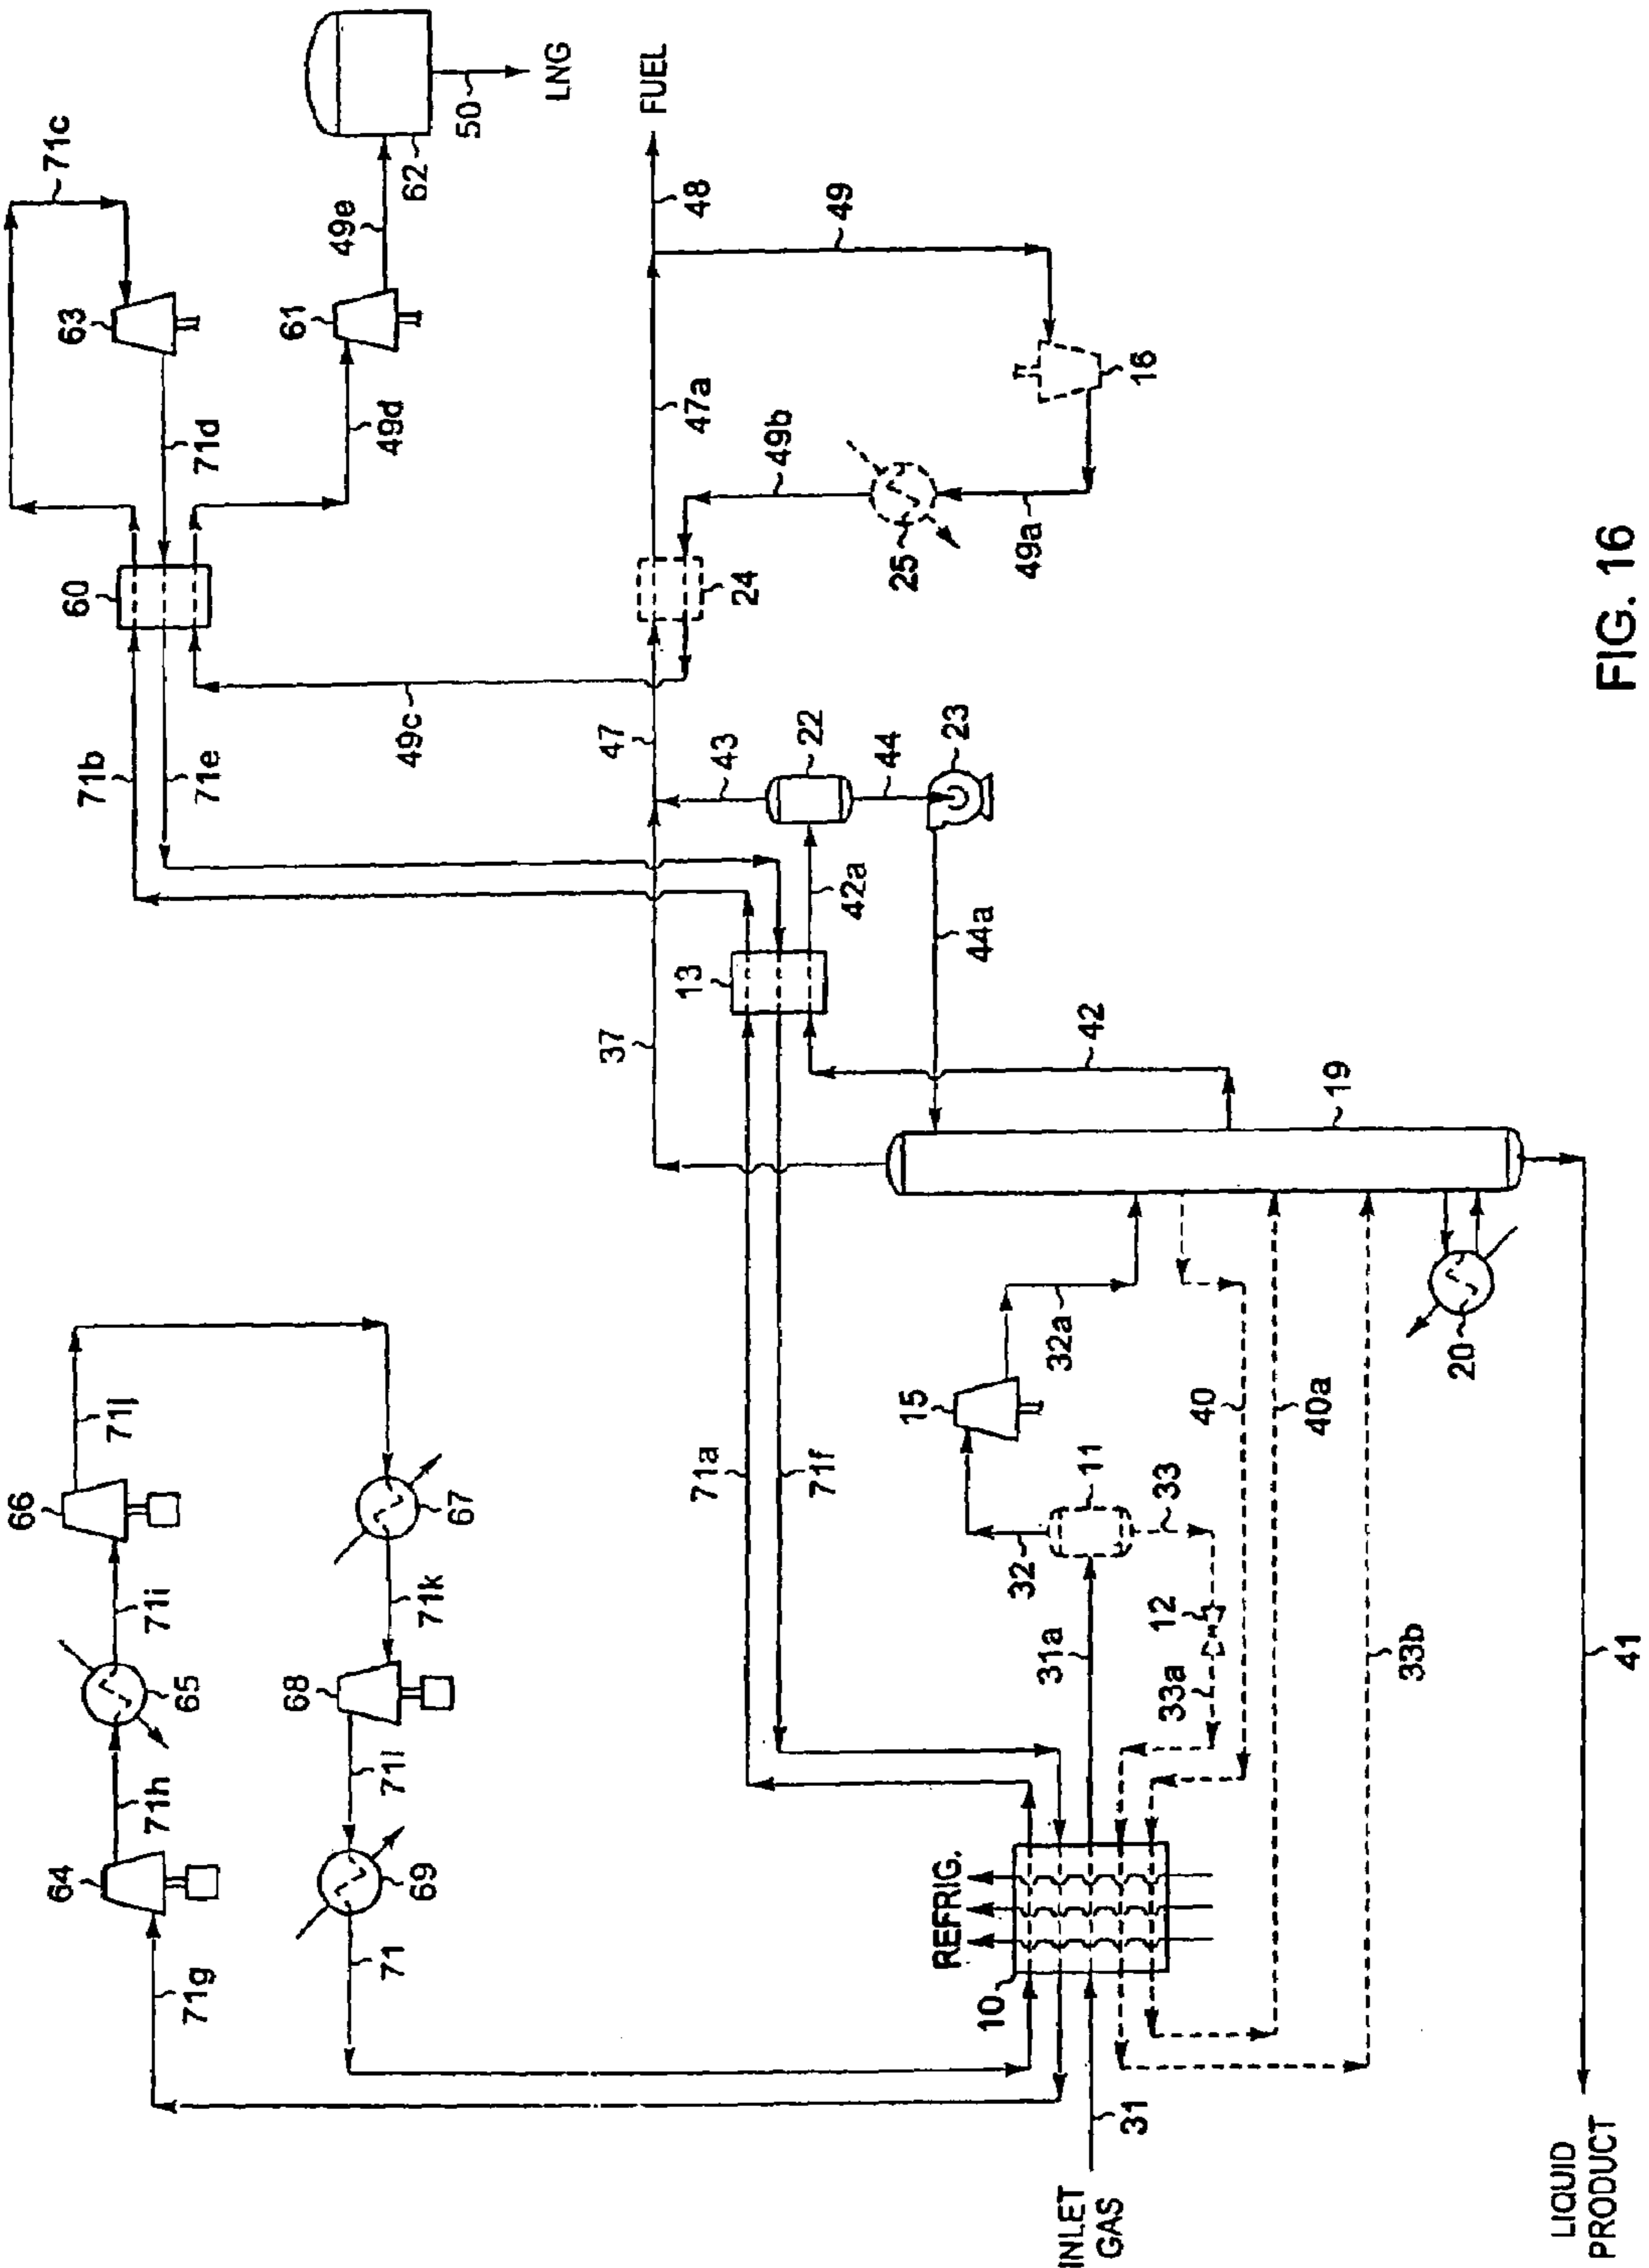 71c
63
71d
60
71b
71e
49d
61
49e
62
50
LNG
FUEL
48
49
47a
49b
16
25
49a
24
49c
47
43
22
44
23
42a
44a
13
37
42
19
71j
66
67
71i
65
71k
68
71h
71l
64
69
71g
71
71a
71f
15
32a
11
32
33
12
33a
31a
40
40a
33b
20
41
REFRIG.
10
31
INLET
GAS
LIQUID
PRODUCT
FIG. 16